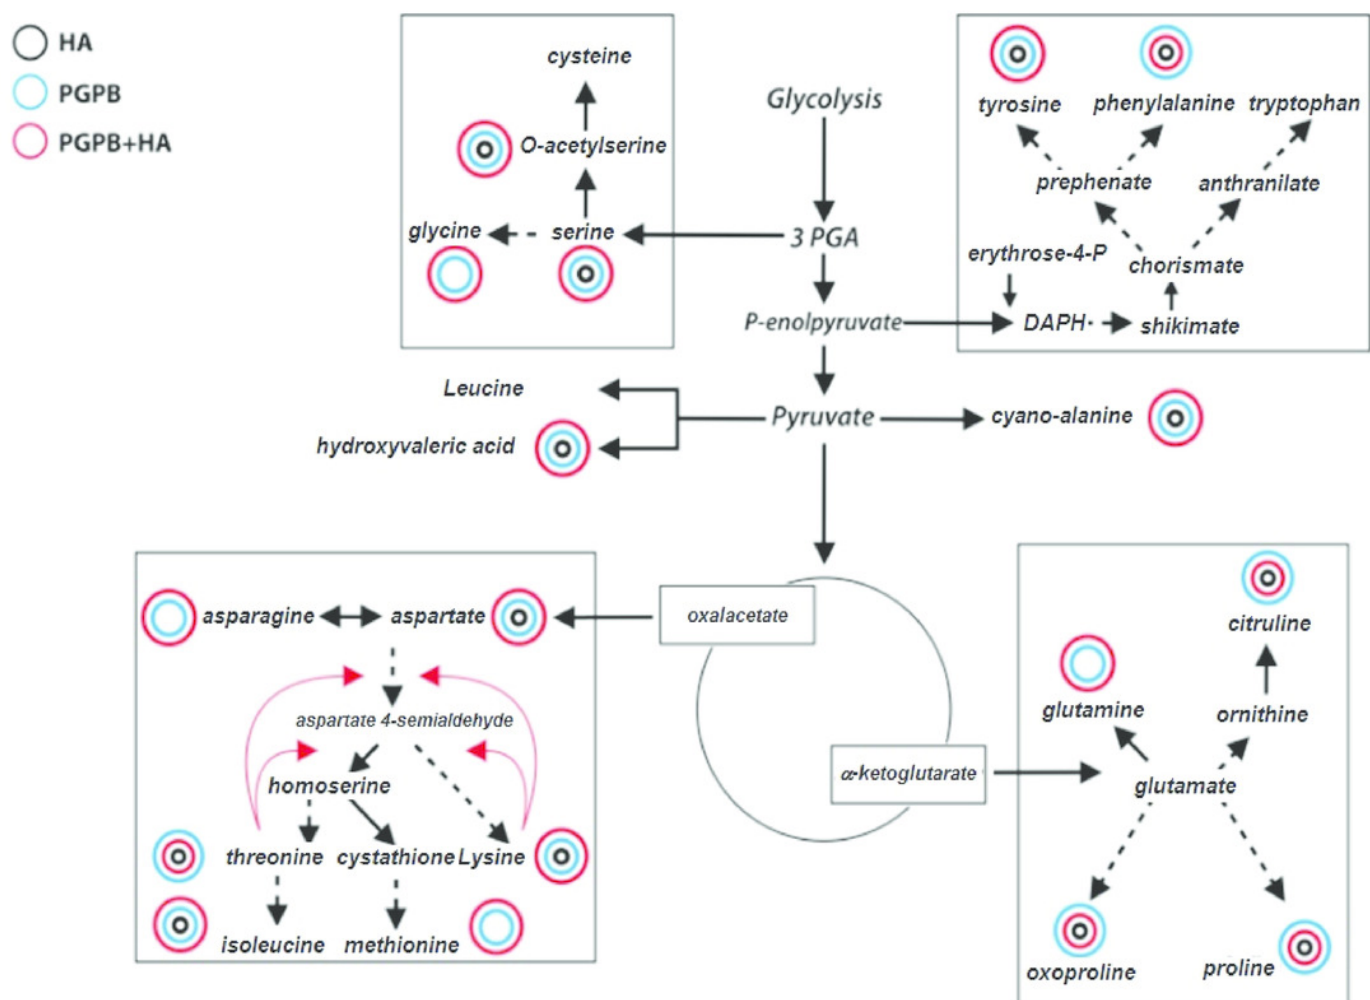 HA
PGPB
PGPB+HA
cysteine
O-acetylserine
glycine
serine
Glycolysis
3 PGA
P-enolpyruvate
Pyruvate
tyrosine
phenylalanine
tryptophan
prephenate
anthranilate
erythrose-4-P
chorismate
DAPH
shikimate
Leucine
hydroxyvaleric acid
cyano-alanine
asparagine
aspartate
aspartate 4-semialdehyde
homoserine
threonine
cystathione
Lysine
isoleucine
methionine
oxalacetate
α-ketoglutarate
citruline
glutamine
ornithine
glutamate
oxoproline
proline